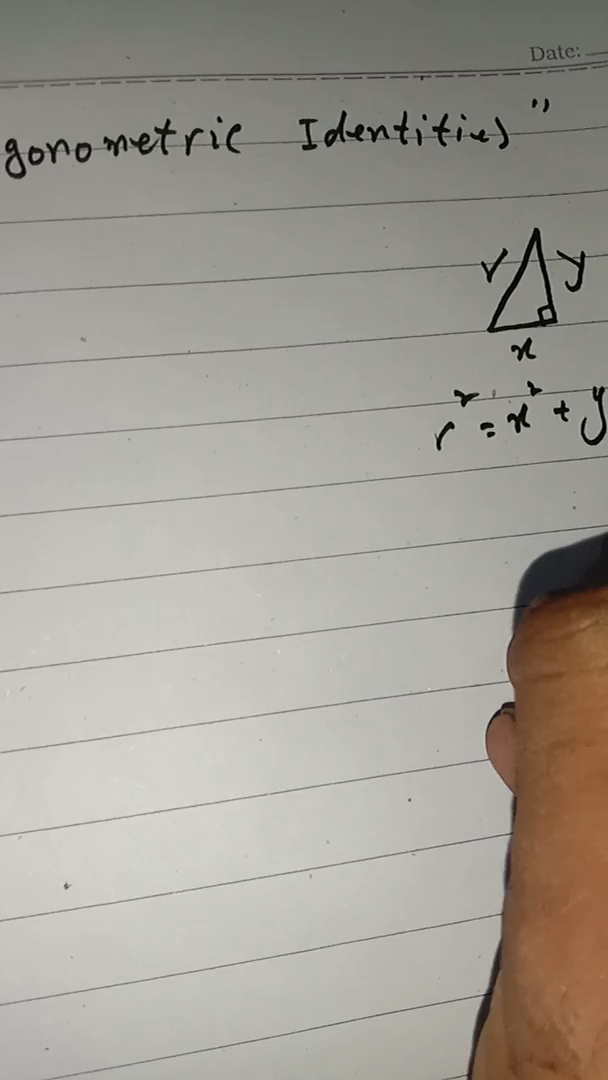 Date:
gonometric Identities"
r y
x
r² = x² + y